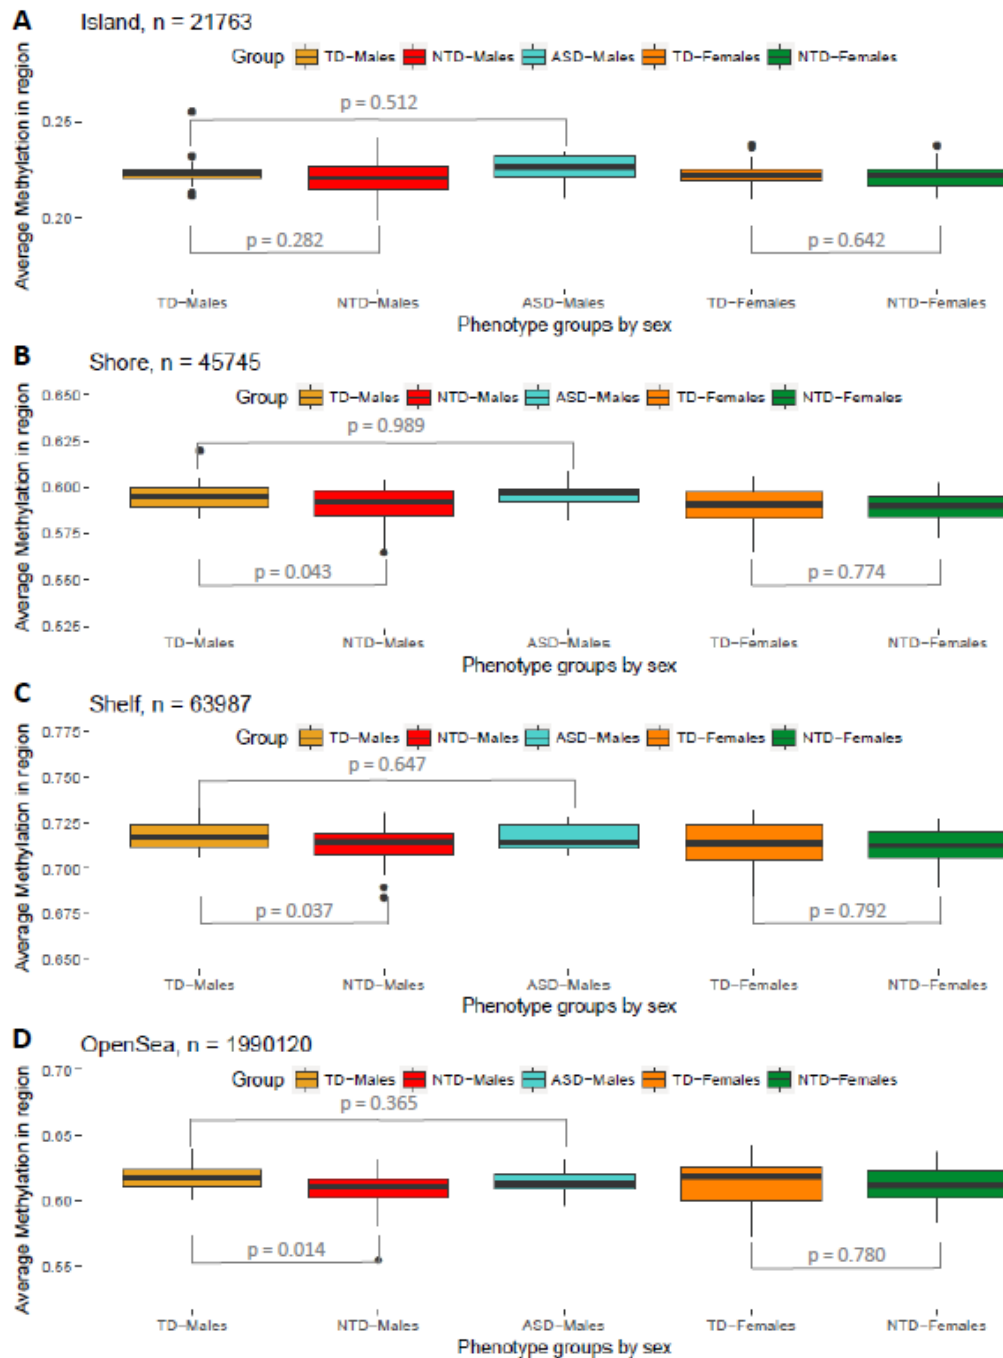 A Island, n = 21763
Group TD-Males NTD-Males ASD-Males TD-Females NTD-Females
Average Methylation in region
0.25
0.20
p = 0.512
p = 0.282
p = 0.642
TD-Males NTD-Males ASD-Males TD-Females NTD-Females
Phenotype groups by sex
B Shore, n = 45745
Group TD-Males NTD-Males ASD-Males TD-Females NTD-Females
Average Methylation in region
0.650
0.625
0.600
0.575
0.550
0.525
p = 0.989
p = 0.043
p = 0.774
TD-Males NTD-Males ASD-Males TD-Females NTD-Females
Phenotype groups by sex
C Shelf, n = 63987
Group TD-Males NTD-Males ASD-Males TD-Females NTD-Females
Average Methylation in region
0.775
0.750
0.725
0.700
0.675
0.650
p = 0.647
p = 0.037
p = 0.792
TD-Males NTD-Males ASD-Males TD-Females NTD-Females
Phenotype groups by sex
D OpenSea, n = 1990120
Group TD-Males NTD-Males ASD-Males TD-Females NTD-Females
Average Methylation in region
0.70
0.65
0.60
0.55
p = 0.365
p = 0.014
p = 0.780
TD-Males NTD-Males ASD-Males TD-Females NTD-Females
Phenotype groups by sex